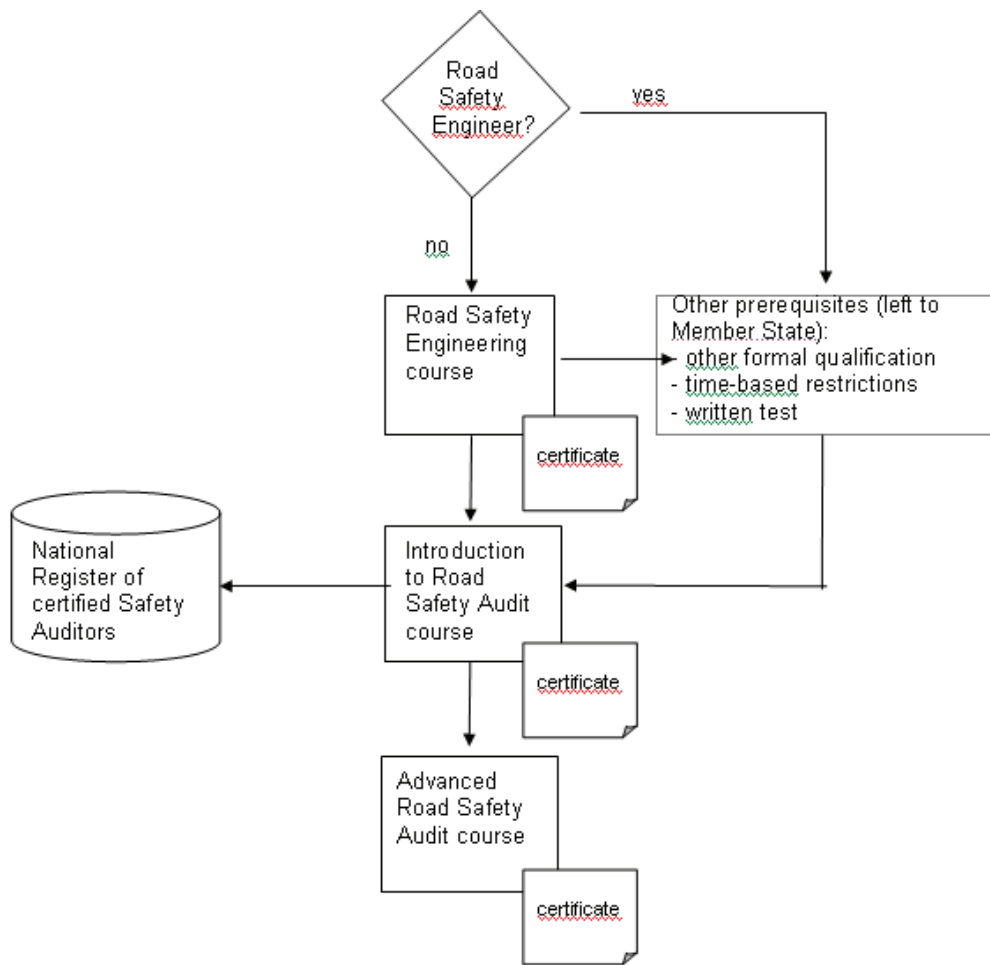 Road
Safety
Engineer?
yes
no
Road Safety
Engineering
course
Other prerequisites (left to
Member State):
- other formal qualification
- time-based restrictions
- written test
certificate
National
Register of
certified Safety
Auditors
Introduction
to Road
Safety Audit
course
certificate
Advanced
Road Safety
Audit course
certificate